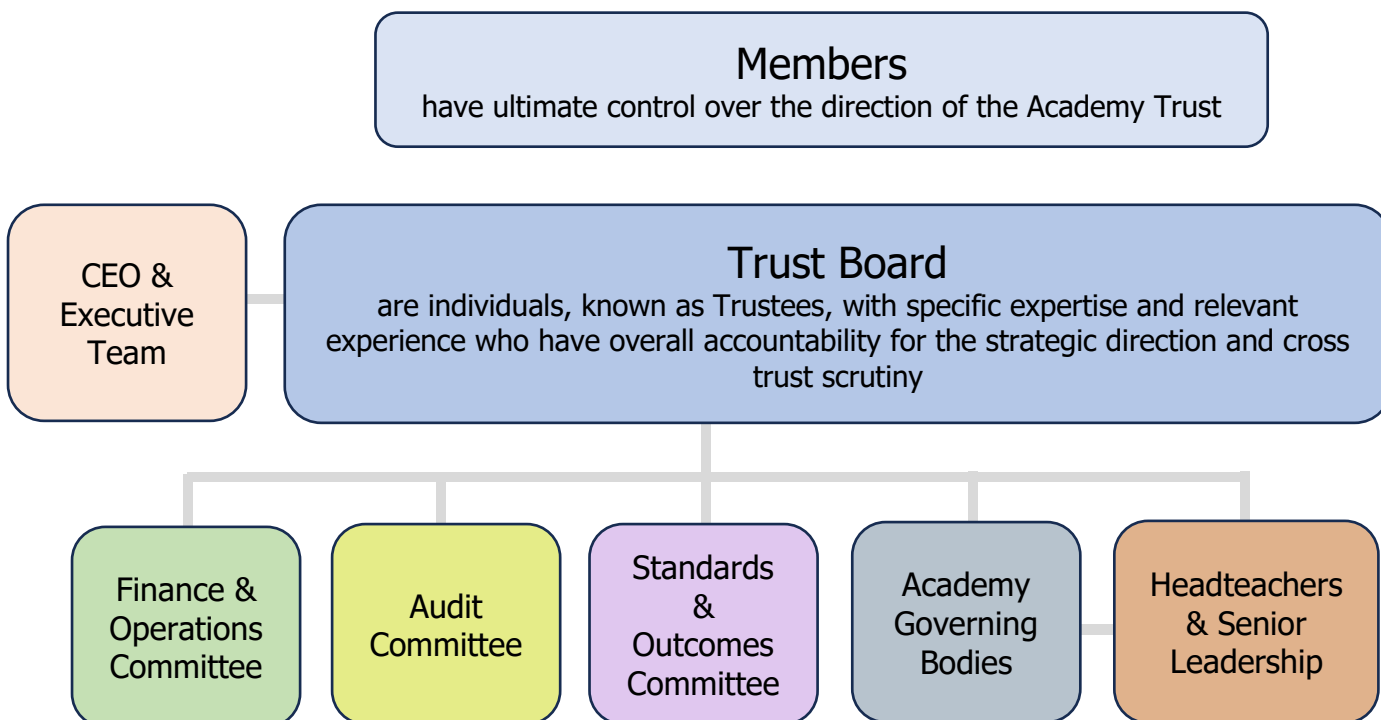 Members
have ultimate control over the direction of the Academy Trust
CEO &
Executive
Team
Trust Board
are individuals, known as Trustees, with specific expertise and relevant
experience who have overall accountability for the strategic direction and cross
trust scrutiny
Finance &
Operations
Committee
Audit
Committee
Standards
&
Outcomes
Committee
Academy
Governing
Bodies
Headteachers
& Senior
Leadership